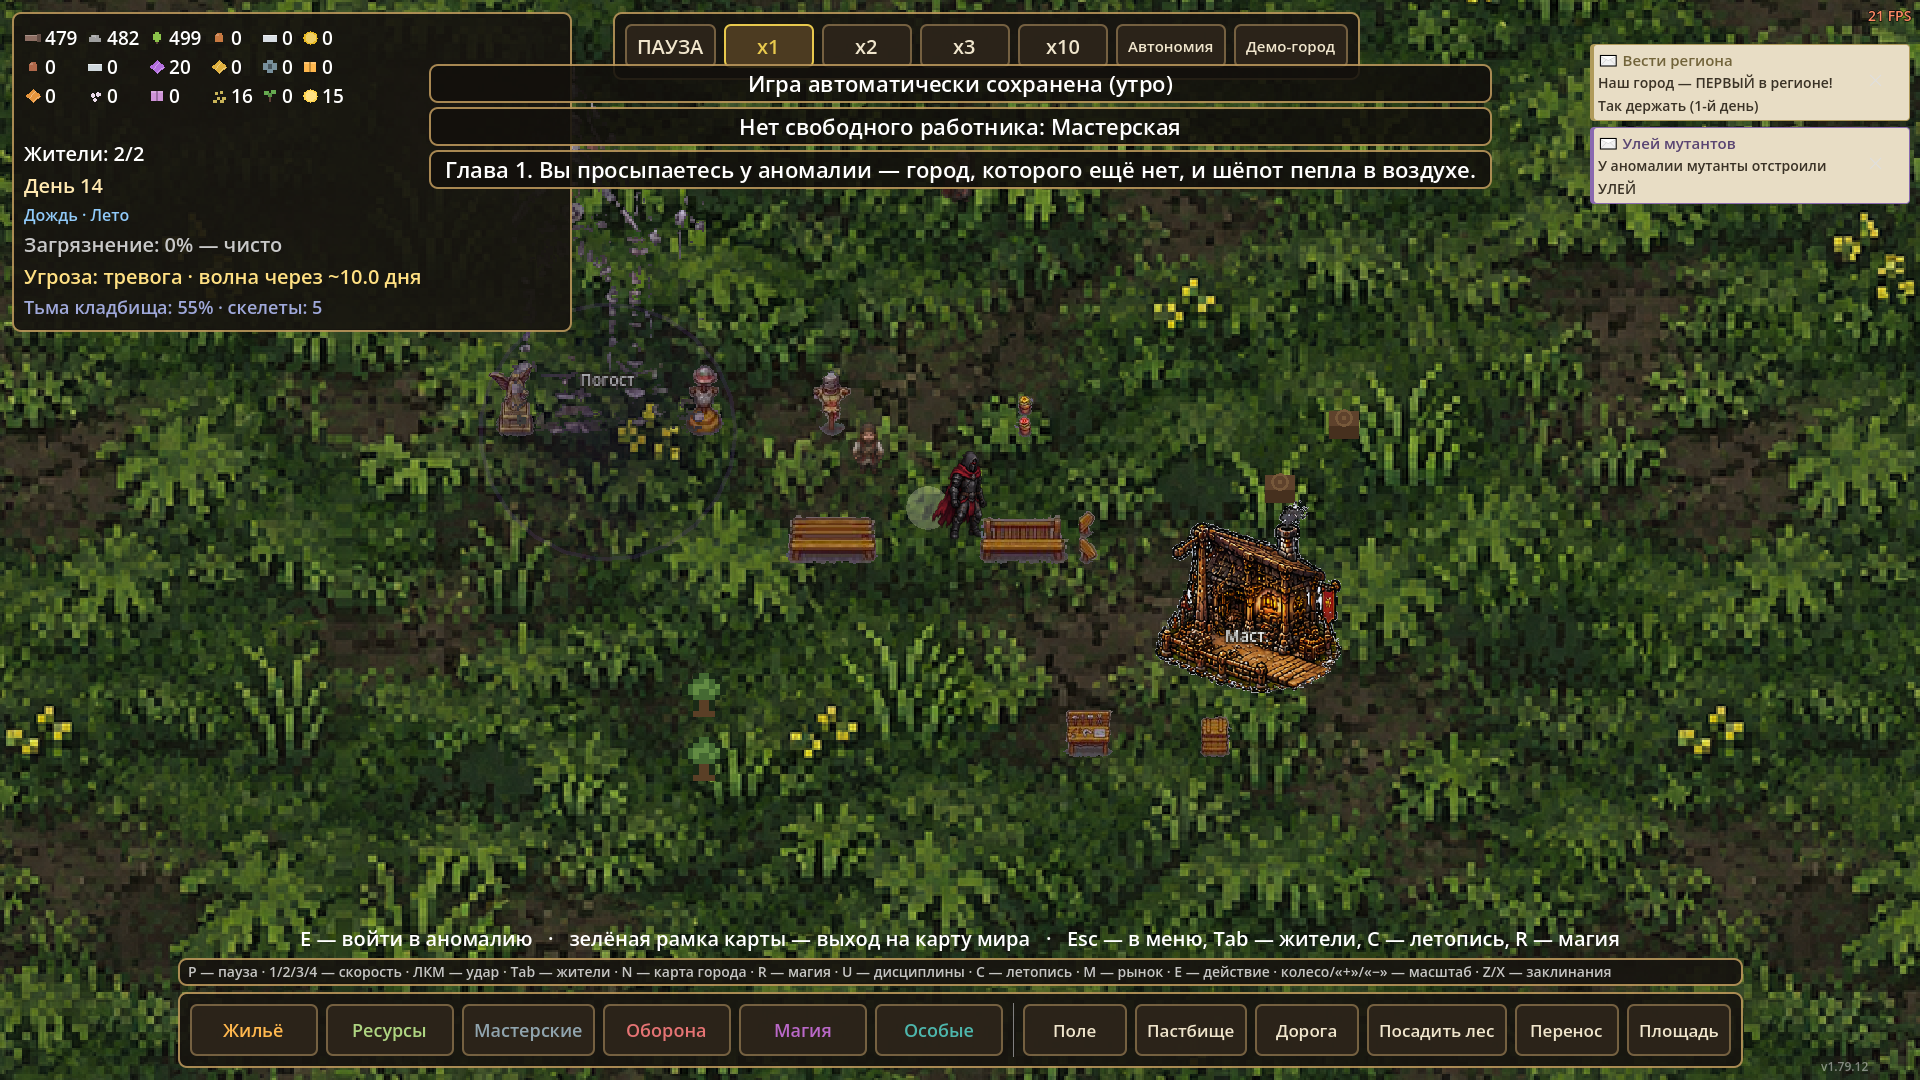 479 482 499 0 0 0
0 0 20 0 0 0
0 0 0 16 0 15
Жители: 2/2
День 14
Дождь · Лето
Загрязнение: 0% — чисто
Угроза: тревога · волна через ~10.0 дня
Тьма кладбища: 55% · скелеты: 5
ПАУЗА x1 x2 x3 x10 Автономия Демо-город
Игра автоматически сохранена (утро)
Нет свободного работника: Мастерская
Глава 1. Вы просыпаетесь у аномалии — город, которого ещё нет, и шёпот пепла в воздухе.
21 FPS
Вести региона
Наш город — ПЕРВЫЙ в регионе!
Так держать (1-й день)
Улей мутантов
У аномалии мутанты отстроили
УЛЕЙ
Погост
Маст
E — войти в аномалию · зелёная рамка карты — выход на карту мира · Esc — в меню, Tab — жители, C — летопись, R — магия
P — пауза · 1/2/3/4 — скорость · ЛКМ — удар · Tab — жители · N — карта города · R — магия · U — дисциплины · C — летопись · M — рынок · E — действие · колесо/«+»/«−» — масштаб · Z/X — заклинания
Жильё Ресурсы Мастерские Оборона Магия Особые Поле Пастбище Дорога Посадить лес Перенос Площадь
v1.79.12